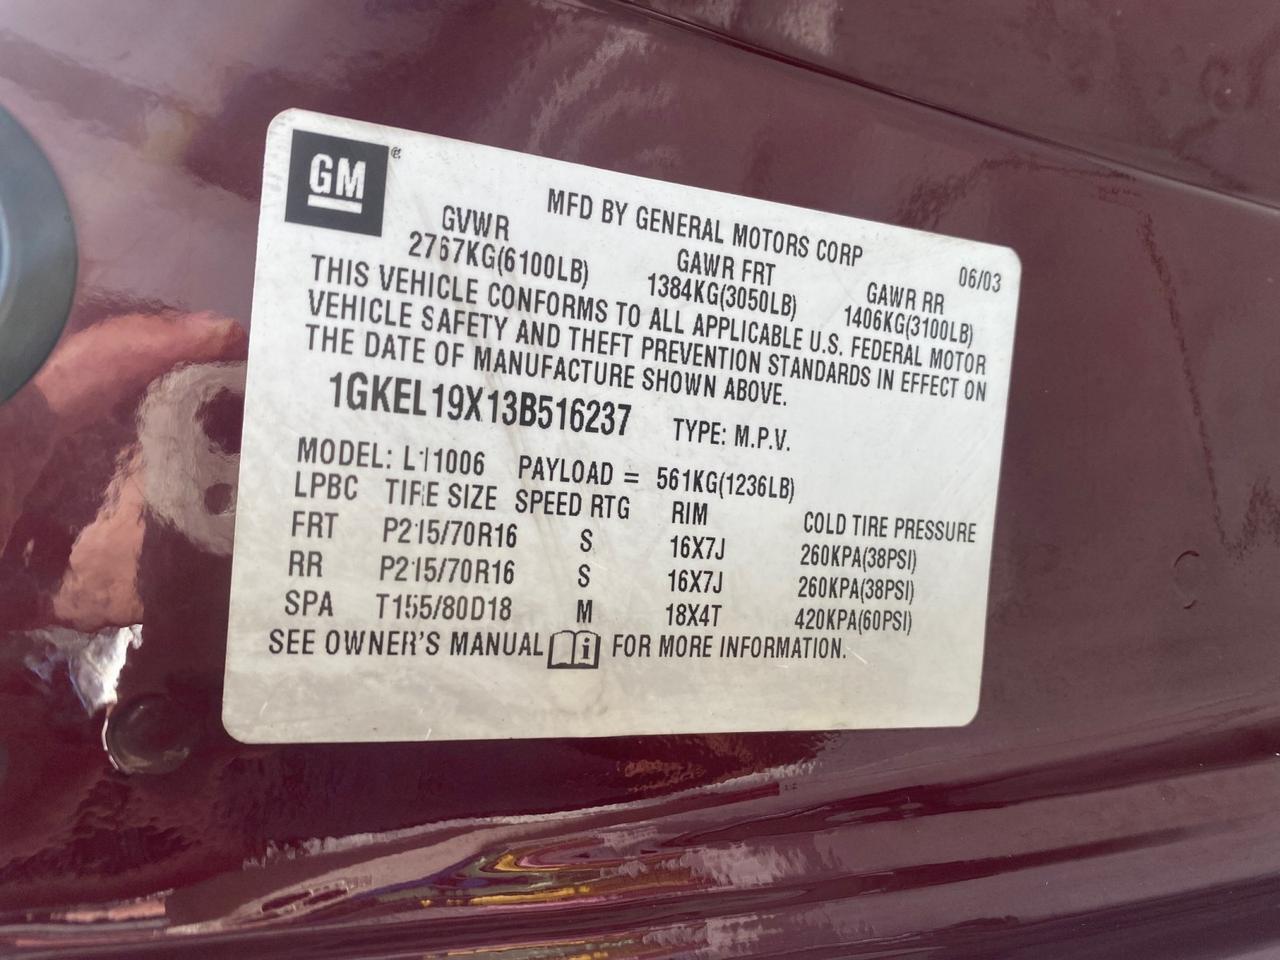 GM®
MFD BY GENERAL MOTORS CORP 06/03
GVWR GAWR FRT GAWR RR
2767KG(6100LB) 1384KG(3050LB) 1406KG(3100LB)
THIS VEHICLE CONFORMS TO ALL APPLICABLE U.S. FEDERAL MOTOR
VEHICLE SAFETY AND THEFT PREVENTION STANDARDS IN EFFECT ON
THE DATE OF MANUFACTURE SHOWN ABOVE.
1GKEL19X13B516237 TYPE: M.P.V.
MODEL: L11006 PAYLOAD = 561KG(1236LB)
LPBC TIRE SIZE SPEED RTG RIM COLD TIRE PRESSURE
FRT P215/70R16 S 16X7J 260KPA(38PSI)
RR P215/70R16 S 16X7J 260KPA(38PSI)
SPA T155/80D18 M 18X4T 420KPA(60PSI)
SEE OWNER'S MANUAL i FOR MORE INFORMATION.